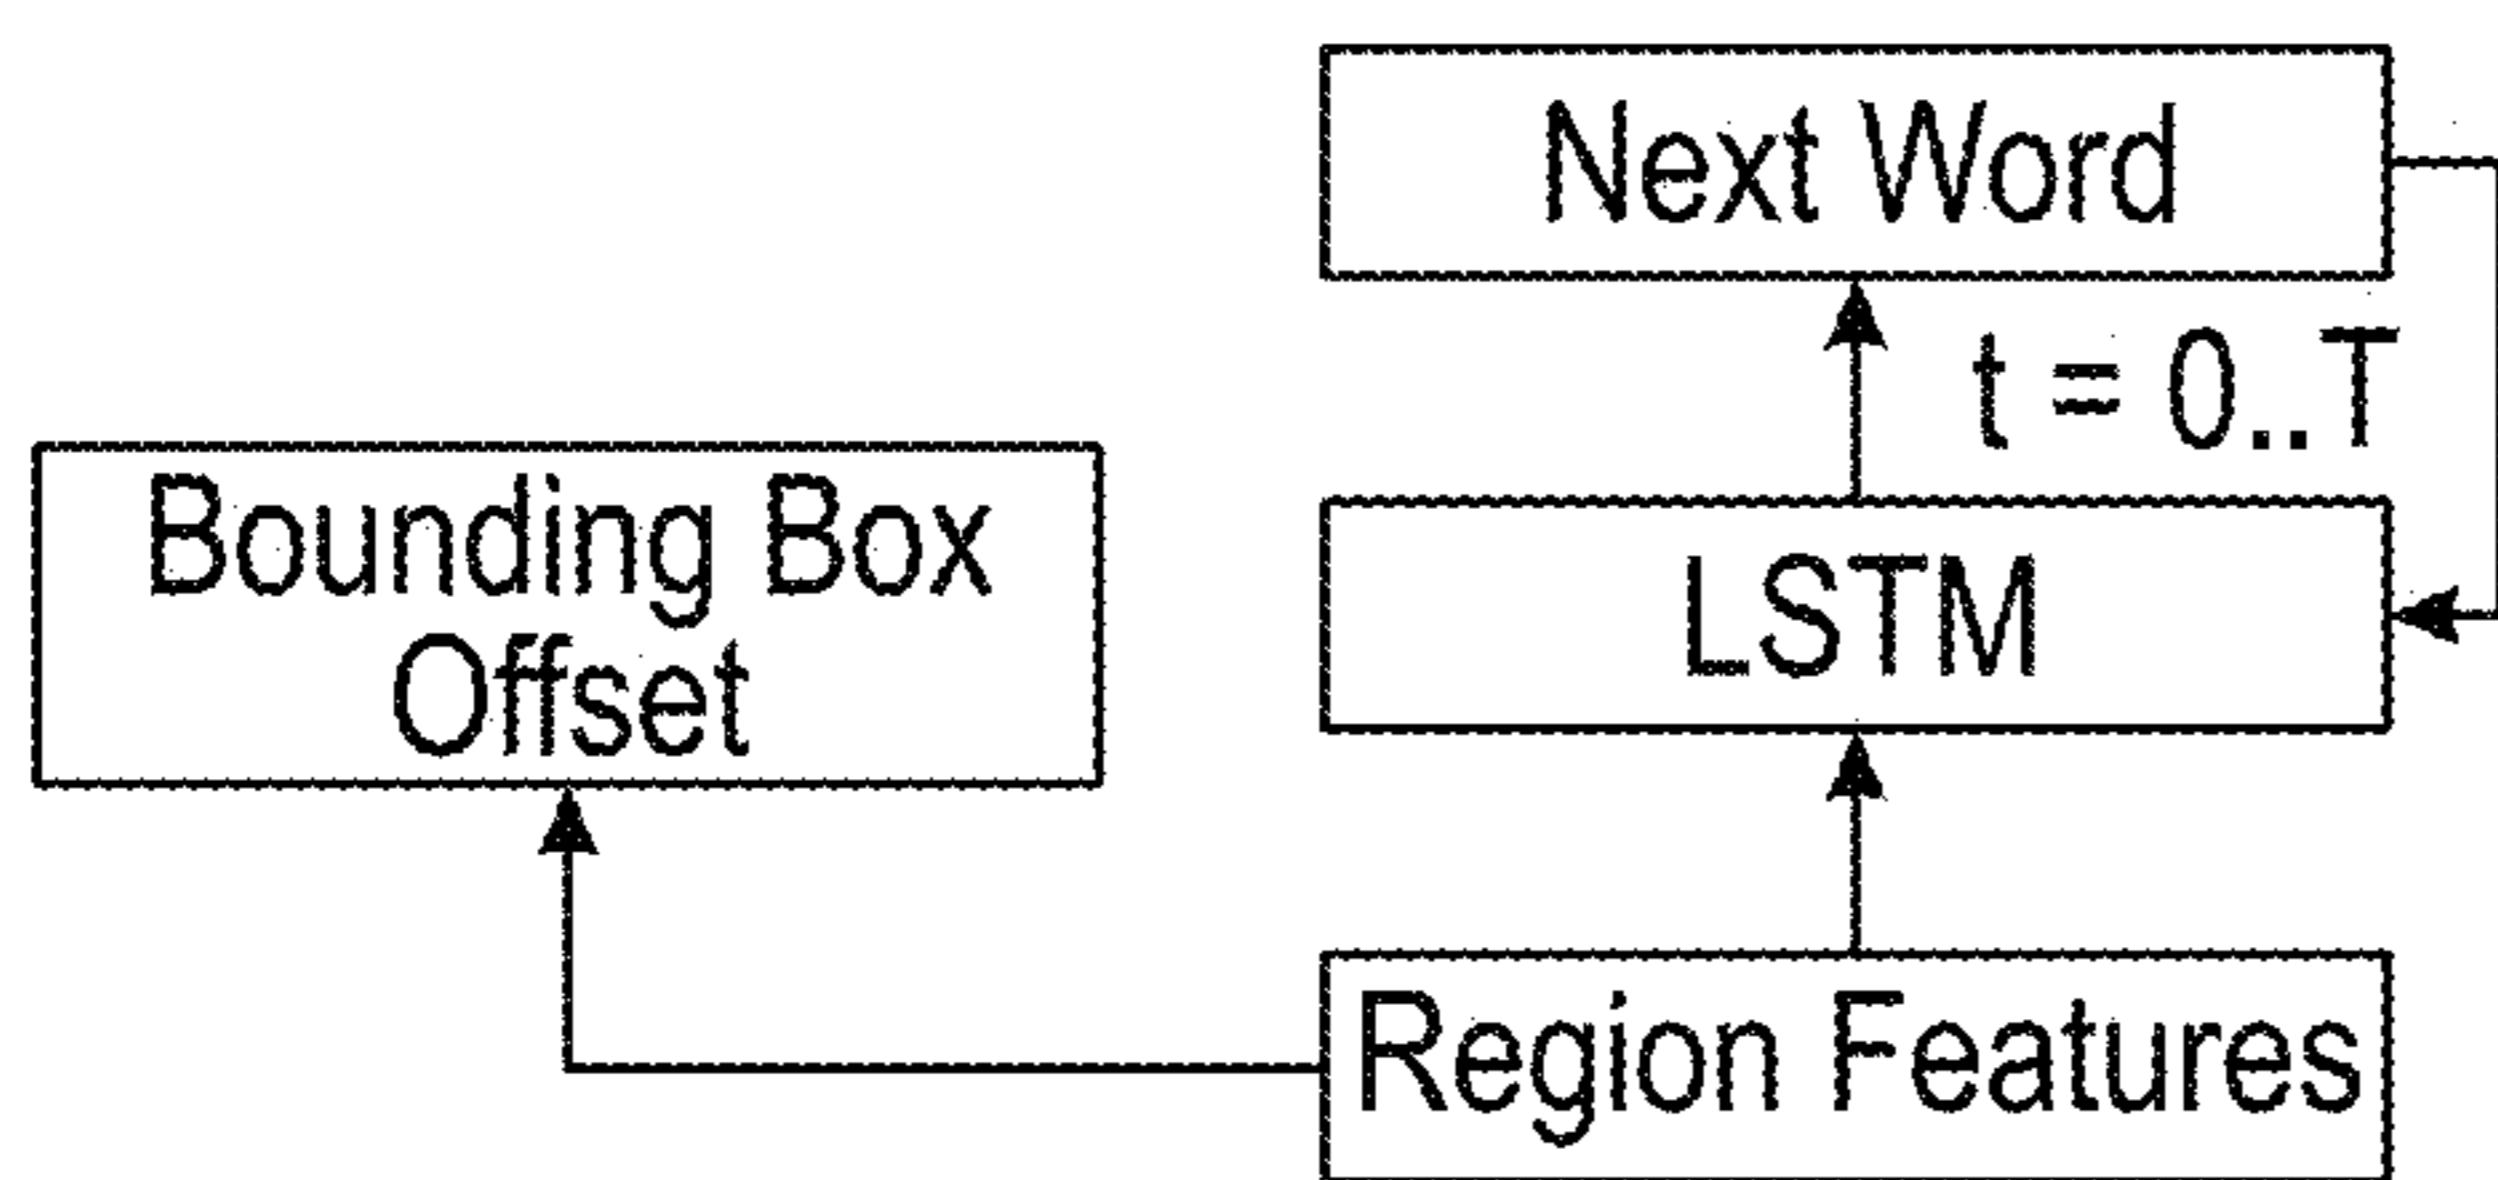 Next Word
t = 0..T
Bounding Box
Offset
LSTM
Region Features